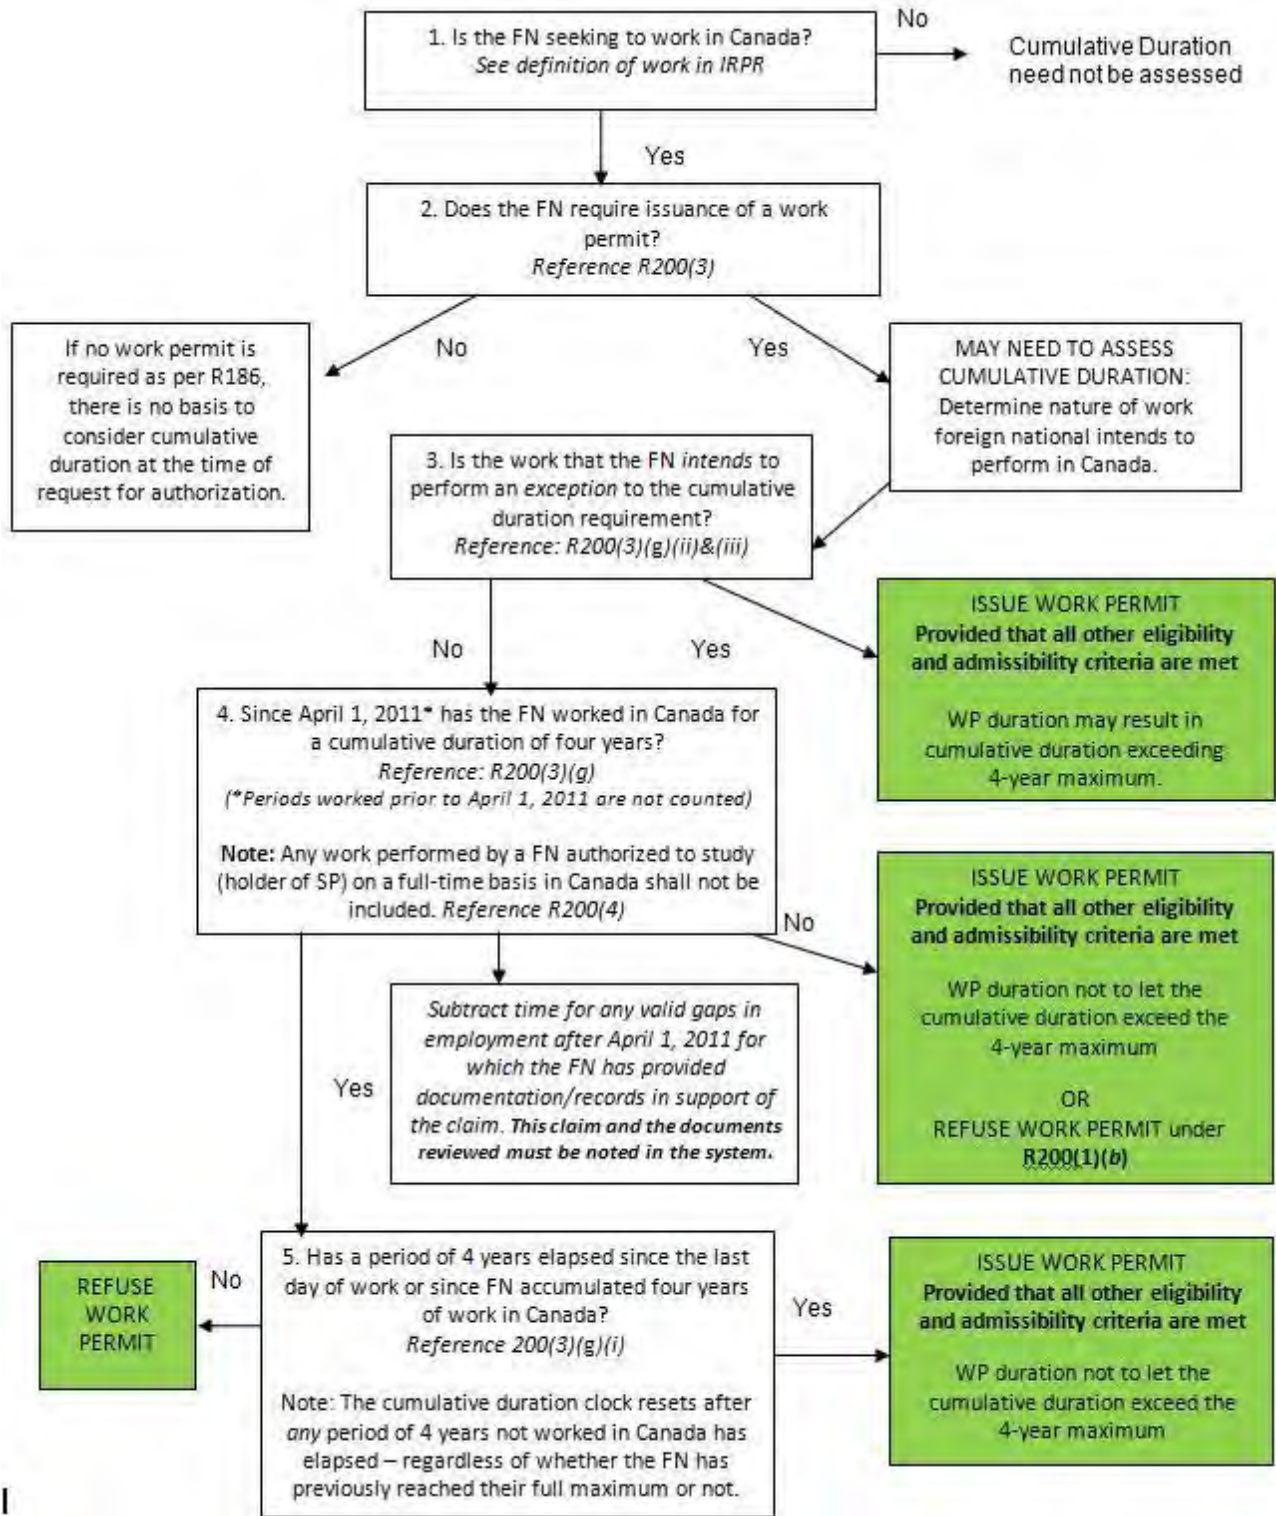 1. Is the FN seeking to work in Canada?
See definition of work in IRPR
No
Cumulative Duration
need not be assessed
Yes
2. Does the FN require issuance of a work
permit?
Reference R200(3)
If no work permit is
required as per R186,
there is no basis to
consider cumulative
duration at the time of
request for authorization.
No
Yes
MAY NEED TO ASSESS
CUMULATIVE DURATION:
Determine nature of work
foreign national intends to
perform in Canada.
3. Is the work that the FN intends to
perform an exception to the cumulative
duration requirement?
Reference: R200(3)(g)(ii)&(iii)
No
Yes
ISSUE WORK PERMIT
Provided that all other eligibility
and admissibility criteria are met
WP duration may result in
cumulative duration exceeding
4-year maximum.
4. Since April 1, 2011* has the FN worked in Canada for
a cumulative duration of four years?
Reference: R200(3)(g)
(*Periods worked prior to April 1, 2011 are not counted)
Note: Any work performed by a FN authorized to study
(holder of SP) on a full-time basis in Canada shall not be
included. Reference R200(4)
No
ISSUE WORK PERMIT
Provided that all other eligibility
and admissibility criteria are met
WP duration not to let the
cumulative duration exceed the
4-year maximum
OR
REFUSE WORK PERMIT under
R200(1)(b)
Yes
Subtract time for any valid gaps in
employment after April 1, 2011 for
which the FN has provided
documentation/records in support of
the claim. This claim and the documents
reviewed must be noted in the system.
5. Has a period of 4 years elapsed since the last
day of work or since FN accumulated four years
of work in Canada?
Reference 200(3)(g)(i)
Note: The cumulative duration clock resets after
any period of 4 years not worked in Canada has
elapsed – regardless of whether the FN has
previously reached their full maximum or not.
No
REFUSE
WORK
PERMIT
Yes
ISSUE WORK PERMIT
Provided that all other eligibility
and admissibility criteria are met
WP duration not to let the
cumulative duration exceed the
4-year maximum